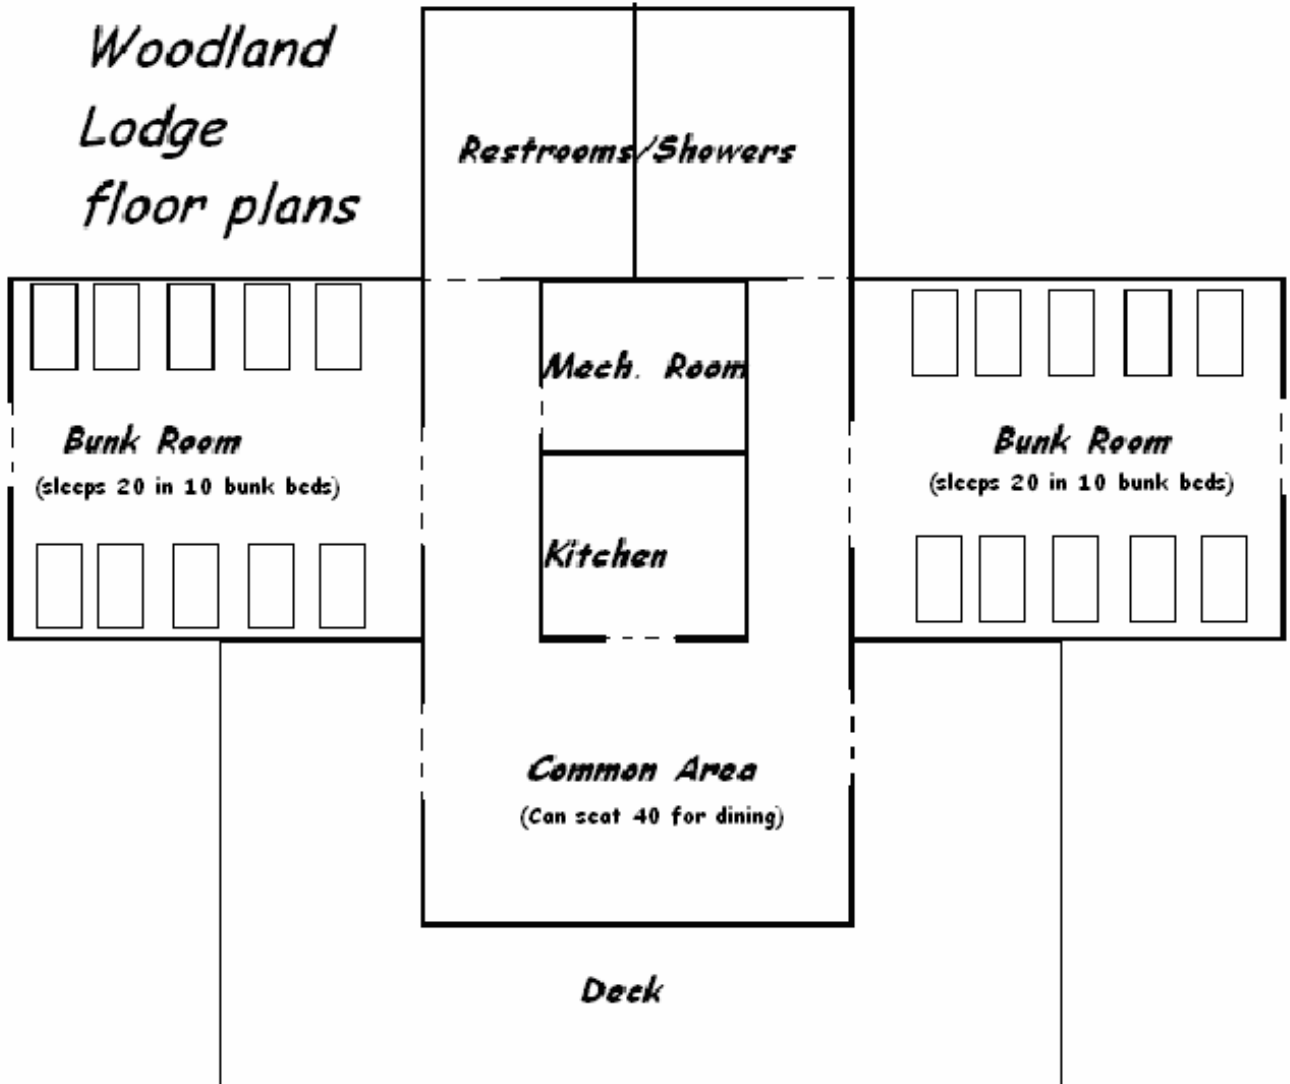 Woodland
Lodge
floor plans
Restrooms/Showers
Mech. Room
Bunk Room
(sleeps 20 in 10 bunk beds)
Bunk Room
(sleeps 20 in 10 bunk beds)
Kitchen
Common Area
(Can seat 40 for dining)
Deck